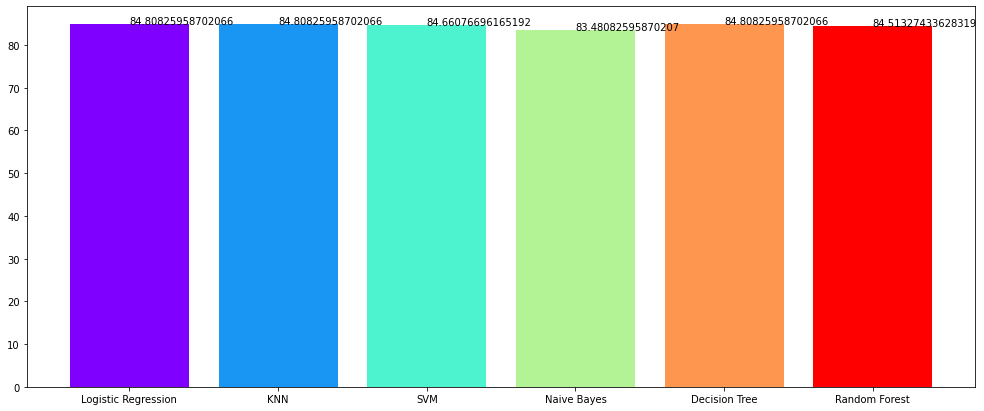 84.80825958702066
84.80825958702066
84.66076696165192
83.48082595870207
84.80825958702066
84.51327433628319
80
70
60
50
40
30
20
10
0
Logistic Regression
KNN
SVM
Naive Bayes
Decision Tree
Random Forest